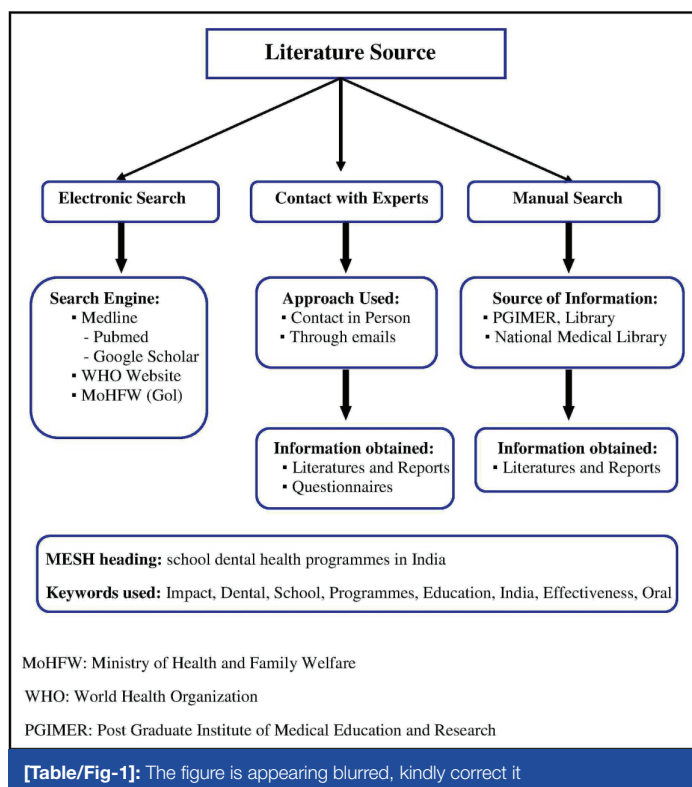 Literature Source
Electronic Search
Contact with Experts
Manual Search
Search Engine:
▪ Medline
- Pubmed
- Google Scholar
▪ WHO Website
▪ MoHFW (GoI)
Approach Used:
▪ Contact in Person
▪ Through emails
Source of Information:
▪ PGIMER, Library
▪ National Medical Library
Information obtained:
▪ Literatures and Reports
▪ Questionnaires
Information obtained:
▪ Literatures and Reports
MESH heading: school dental health programmes in India
Keywords used: Impact, Dental, School, Programmes, Education, India, Effectiveness, Oral
MoHFW: Ministry of Health and Family Welfare
WHO: World Health Organization
PGIMER: Post Graduate Institute of Medical Education and Research
[Table/Fig-1]: The figure is appearing blurred, kindly correct it